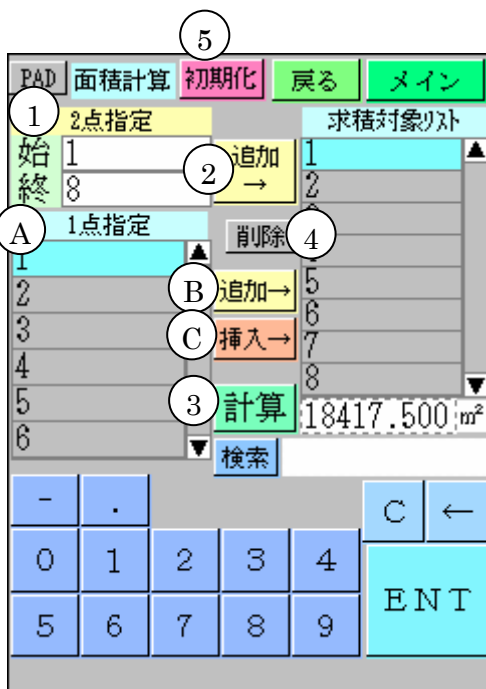 5
PAD 面積計算 初期化 戻る メイン
1 2点指定 求積対象リスト
始 1
終 8
2 追加
→
A 1点指定
削除 4
B 追加→
C 挿入→
3 計算
1
2
3
4
5
6
1
2
5
6
7
8
18417.500 m²
検索
- .
C ←
0 1 2 3 4
5 6 7 8 9
ENT